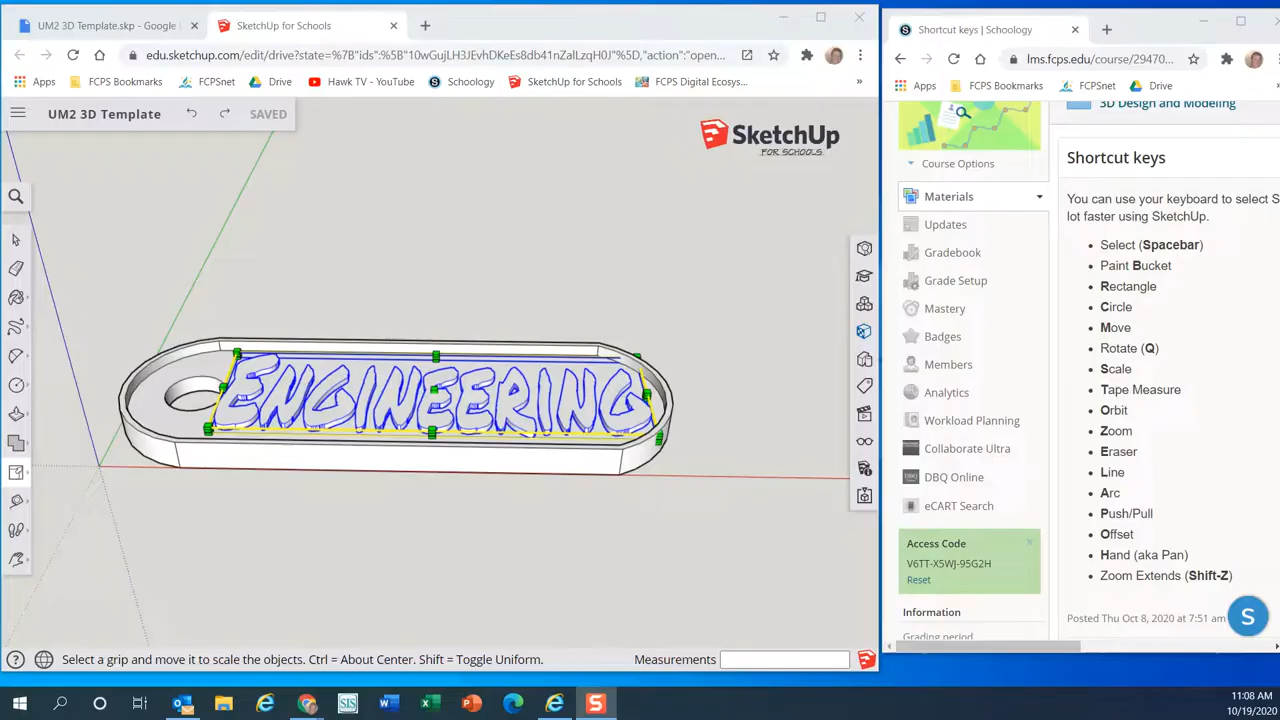 UM2 3D Template.skp - Google
SketchUp for Schools
edu.sketchup.com/edit/drive?state=%7B"ids":%5B"10wGujLH3JEvhDKeEs8db41nZalLzqH0J"%5D,"action":"open...
Apps
FCPS Bookmarks
FCPSnet
Drive
Hawk TV - YouTube
Schoology
SketchUp for Schools
FCPS Digital Ecosy...
UM2 3D Template
SAVED
SketchUp
FOR SCHOOLS
ENGINEERING
Select a grip and move it to scale the objects. Ctrl = About Center. Shift = Toggle Uniform.
Measurements
Shortcut keys | Schoology
lms.fcps.edu/course/29470...
Apps
FCPS Bookmarks
FCPSnet
Drive
3D Design and Modeling
Course Options
Materials
Updates
Gradebook
Grade Setup
Mastery
Badges
Members
Analytics
Workload Planning
Collaborate Ultra
DBQ Online
eCART Search
Access Code
V6TT-X5WJ-95G2H
Reset
Information
Grading period
Shortcut keys
You can use your keyboard to select S
lot faster using SketchUp.
Select (Spacebar)
Paint Bucket
Rectangle
Circle
Move
Rotate (Q)
Scale
Tape Measure
Orbit
Zoom
Eraser
Line
Arc
Push/Pull
Offset
Hand (aka Pan)
Zoom Extends (Shift-Z)
Posted Thu Oct 8, 2020 at 7:51 am
S
SIS
11:08 AM
10/19/2020